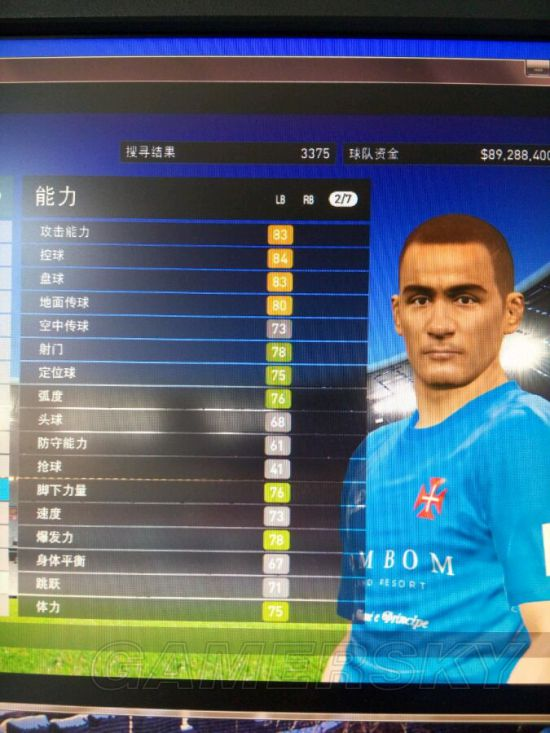 搜寻结果 3375 球队资金 $89,288,400
能力 LB RB 2/7
攻击能力 83
控球 84
盘球 83
地面传球 80
空中传球 73
射门 78
定位球 75
弧度 76
头球 68
防守能力 61
抢球 41
脚下力量 76
速度 73
爆发力 78
身体平衡 67
跳跃 71
体力 75
MBOM
RESORT
e Príncipe
GAMERSKY